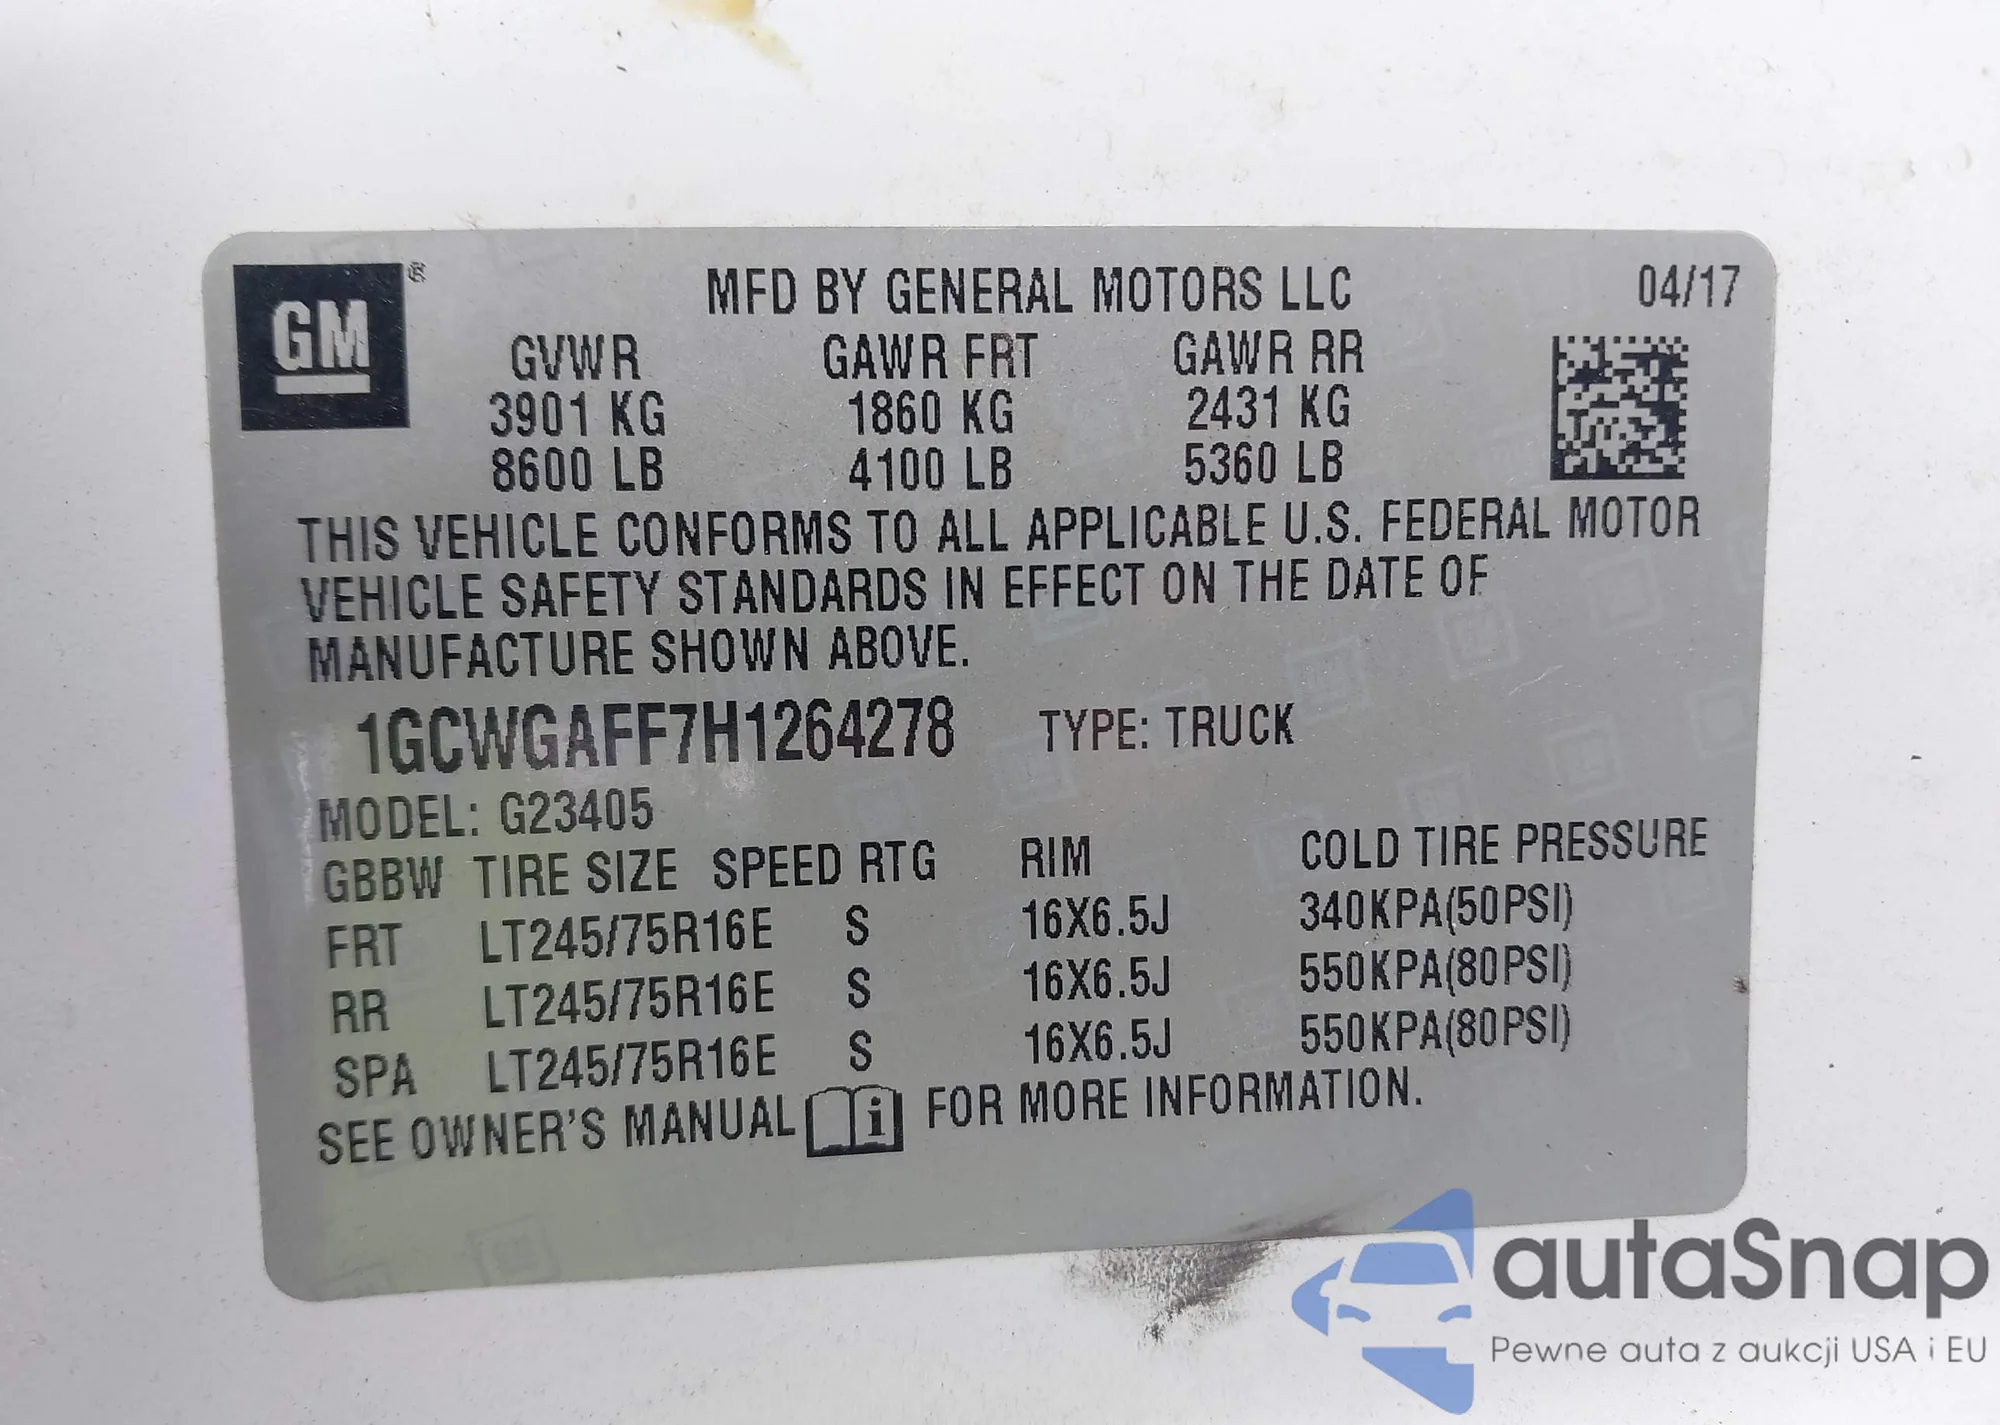 GM®
MFD BY GENERAL MOTORS LLC 04/17
GVWR GAWR FRT GAWR RR
3901 KG 1860 KG 2431 KG
8600 LB 4100 LB 5360 LB
THIS VEHICLE CONFORMS TO ALL APPLICABLE U.S. FEDERAL MOTOR
VEHICLE SAFETY STANDARDS IN EFFECT ON THE DATE OF
MANUFACTURE SHOWN ABOVE.
1GCWGAFF7H1264278 TYPE: TRUCK
MODEL: G23405
GBBW TIRE SIZE SPEED RTG RIM COLD TIRE PRESSURE
FRT LT245/75R16E S 16X6.5J 340KPA(50PSI)
RR LT245/75R16E S 16X6.5J 550KPA(80PSI)
SPA LT245/75R16E S 16X6.5J 550KPA(80PSI)
SEE OWNER'S MANUAL i FOR MORE INFORMATION.
autaSnap
Pewne auta z aukcji USA i EU